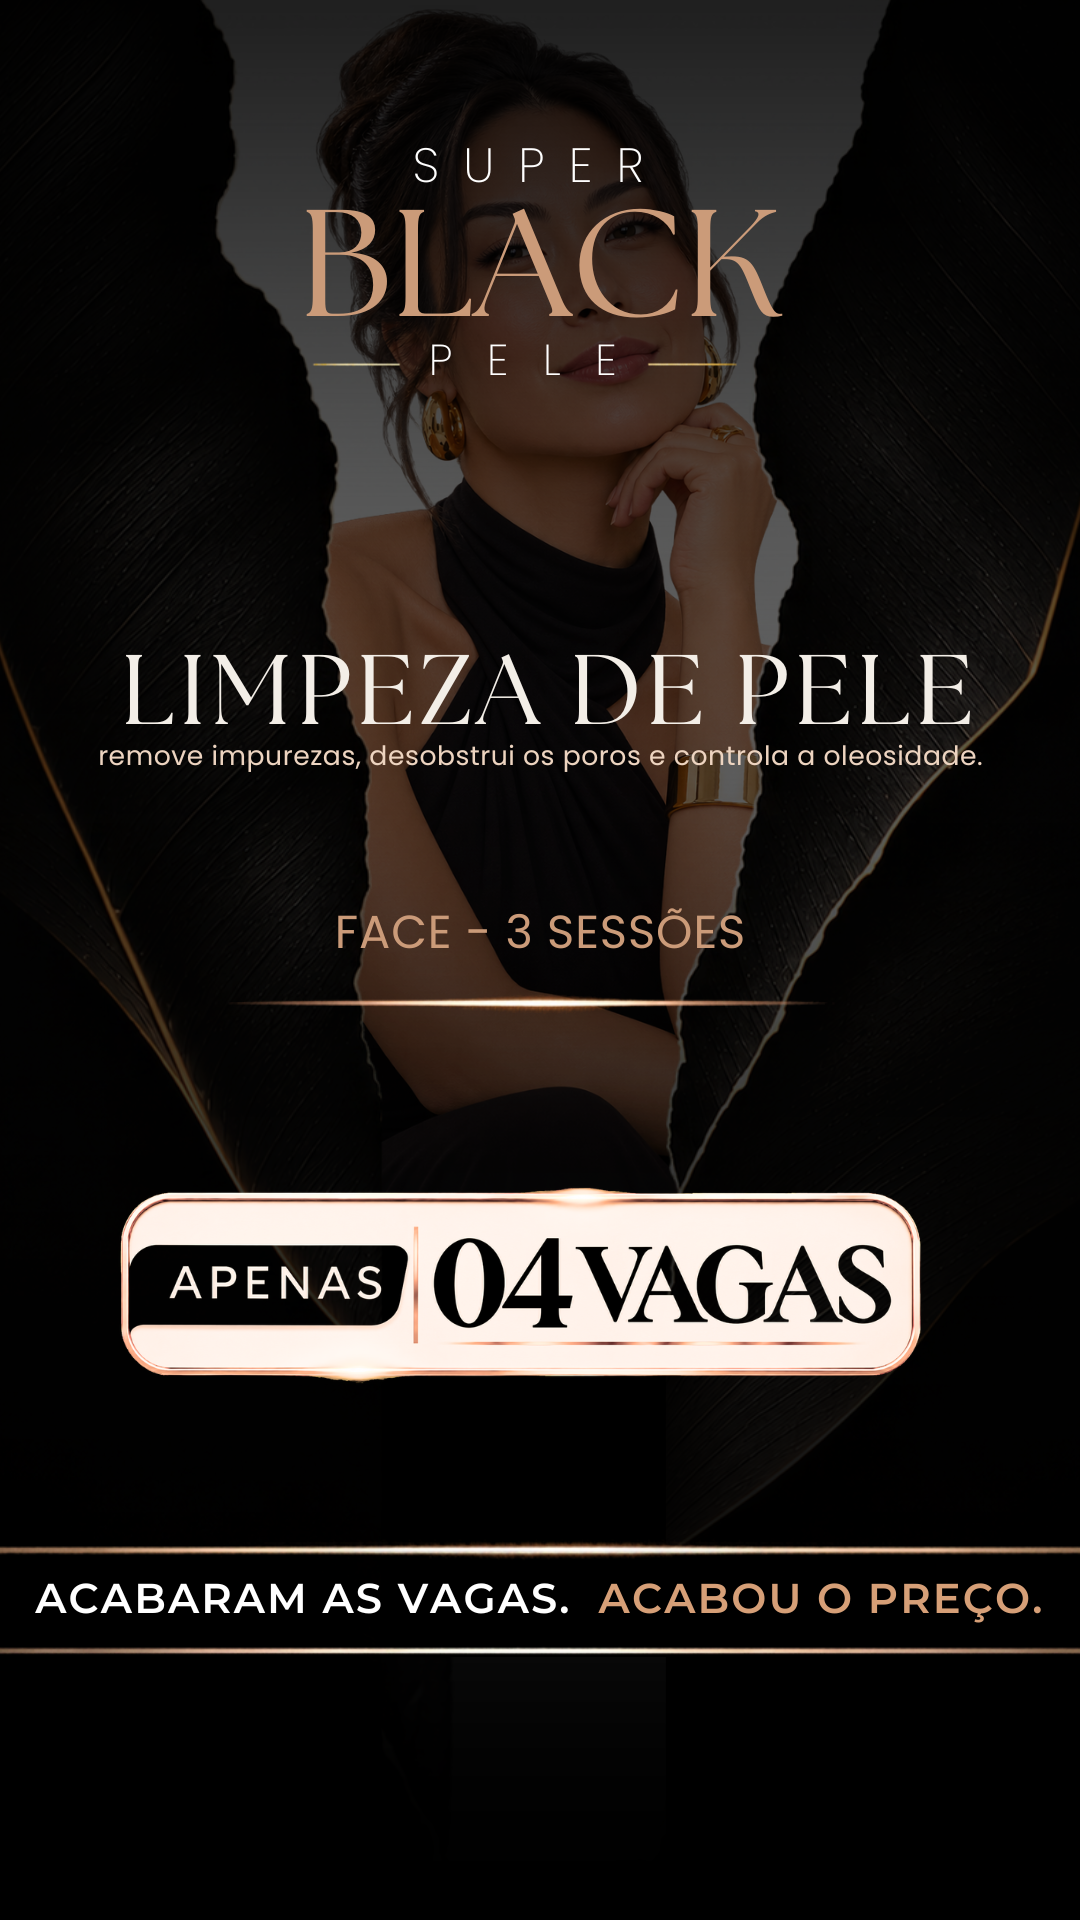 SUPER
BLACK
PELE
LIMPEZA DE PELE
remove impurezas, desobstrui os poros e controla a oleosidade.
FACE - 3 SESSÕES
APENAS 04 VAGAS
ACABARAM AS VAGAS. ACABOU O PREÇO.